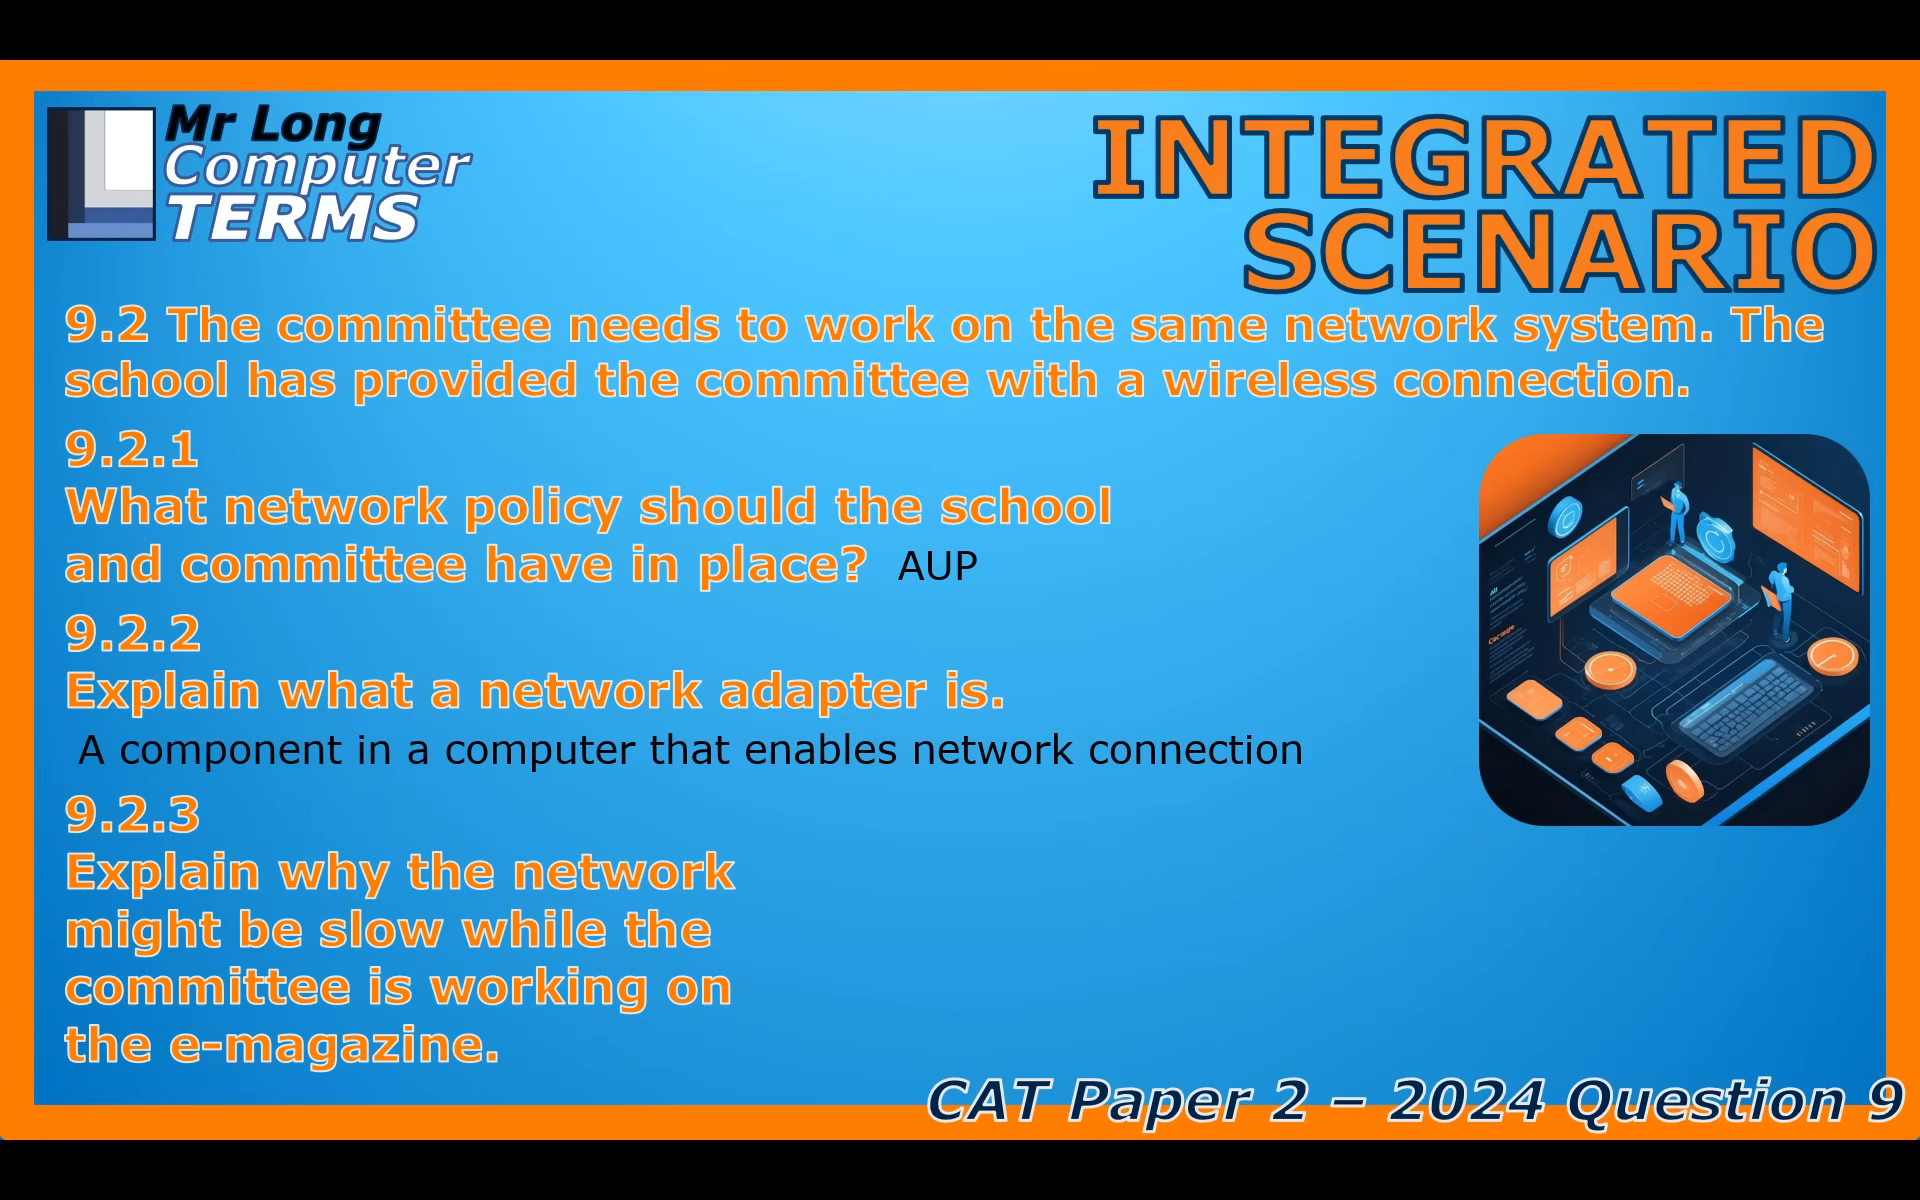 Mr Long
Computer
TERMS
INTEGRATED
SCENARIO
9.2 The committee needs to work on the same network system. The
school has provided the committee with a wireless connection.
9.2.1
What network policy should the school
and committee have in place? AUP
9.2.2
Explain what a network adapter is.
A component in a computer that enables network connection
9.2.3
Explain why the network
might be slow while the
committee is working on
the e-magazine.
CAT Paper 2 – 2024 Question 9